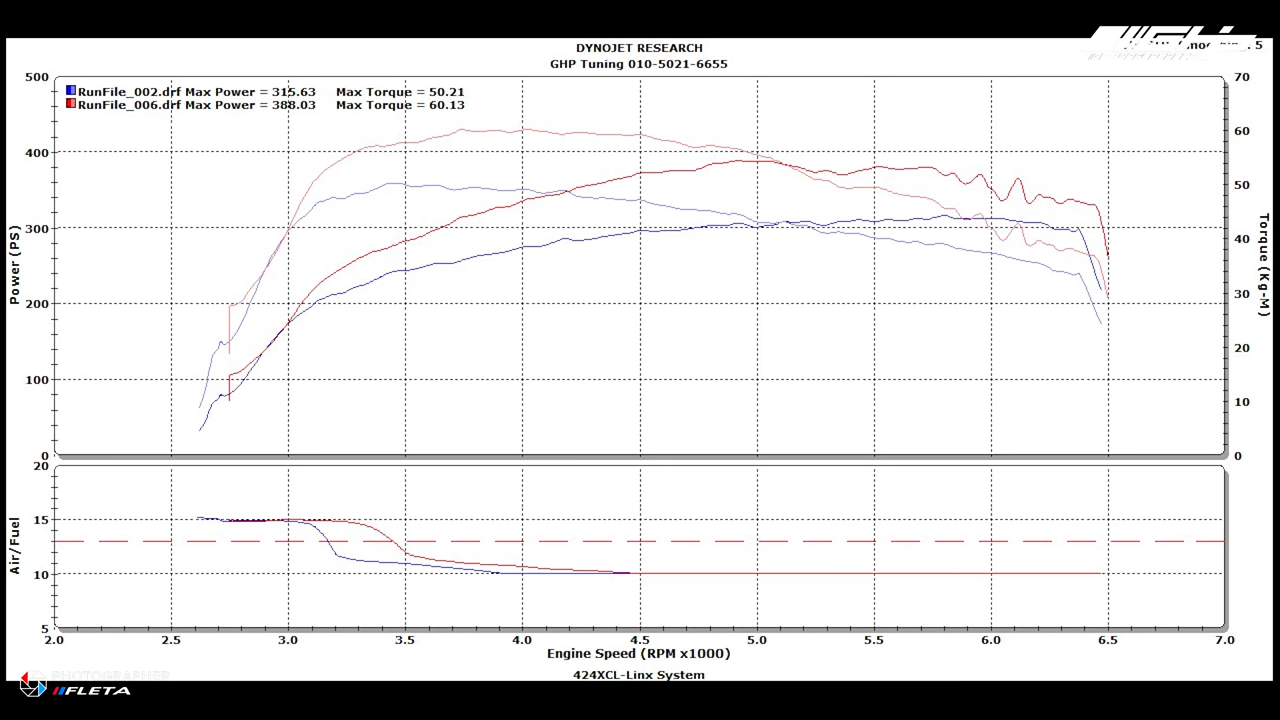 DYNOJET RESEARCH
GHP Tuning 010-5021-6655
RunFile_002.drf Max Power = 315.63 Max Torque = 50.21
RunFile_006.drf Max Power = 388.03 Max Torque = 60.13
500
400
300
200
100
0
Power (PS)
70
60
50
40
30
20
10
0
Torque (Kg-M)
20
15
10
5
Air/Fuel
2.0 2.5 3.0 3.5 4.0 4.5 5.0 5.5 6.0 6.5 7.0
Engine Speed (RPM x1000)
424XCL-Linx System
PHOTOGRAPHER
FLETA